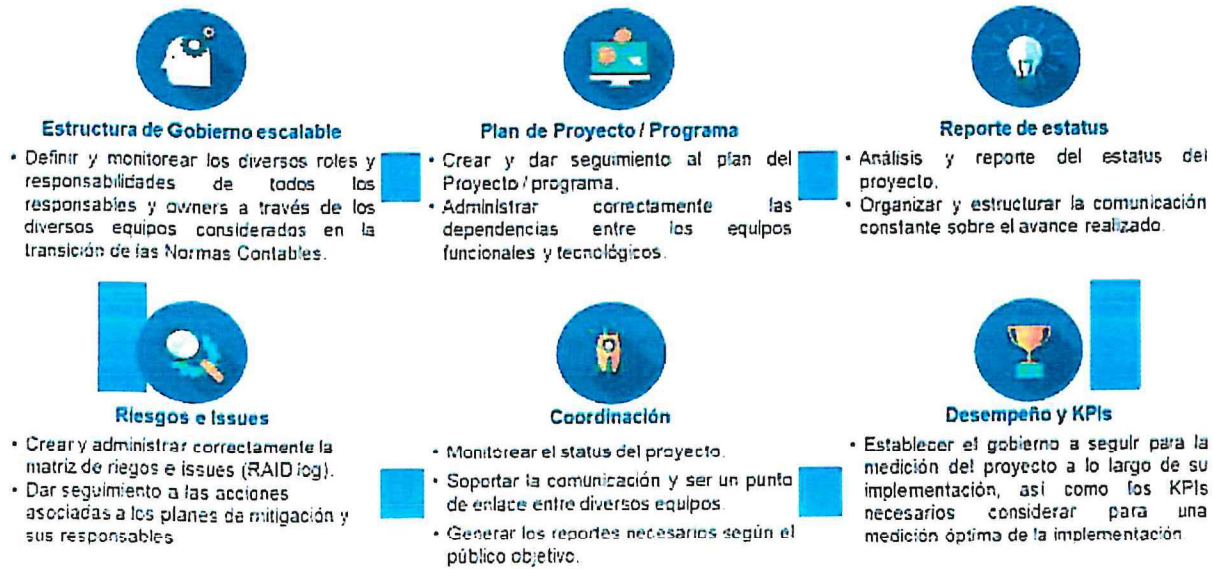 Estructura de Gobierno escalable
• Definir y monitorear los diversos roles y
responsabilidades de todos los
responsables y owners a través de los
diversos equipos considerados en la
transición de las Normas Contables.
Plan de Proyecto / Programa
• Crear y dar seguimiento al plan del
Proyecto / programa.
• Administrar correctamente las
dependencias entre los equipos
funcionales y tecnológicos.
Reporte de estatus
• Análisis y reporte del estatus del
proyecto.
• Organizar y estructurar la comunicación
constante sobre el avance realizado.
Riesgos e Issues
• Crear y administrar correctamente la
matriz de riegos e issues (RAID log).
• Dar seguimiento a las acciones
asociadas a los planes de mitigación y
sus responsables
Coordinación
• Monitorear el status del proyecto.
• Soportar la comunicación y ser un punto
de enlace entre diversos equipos.
• Generar los reportes necesarios según el
público objetivo.
Desempeño y KPIs
• Establecer el gobierno a seguir para la
medición del proyecto a lo largo de su
implementación, así como los KPIs
necesarios considerar para una
medición óptima de la implementación.